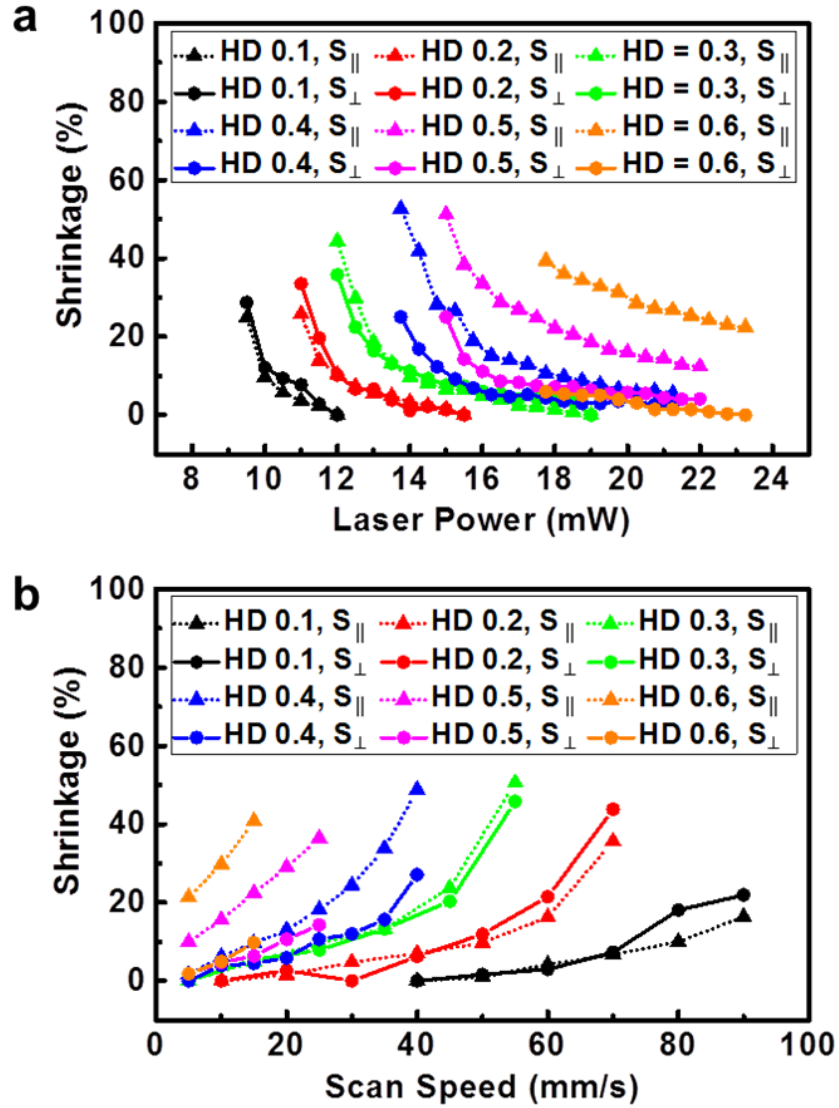 a
100
HD 0.1, S∥ HD 0.2, S∥ HD = 0.3, S∥
HD 0.1, S⊥ HD 0.2, S⊥ HD = 0.3, S⊥
80
HD 0.4, S∥ HD 0.5, S∥ HD = 0.6, S∥
HD 0.4, S⊥ HD 0.5, S⊥ HD = 0.6, S⊥
60
40
20
0
Shrinkage (%)
8 10 12 14 16 18 20 22 24
Laser Power (mW)
b
100
HD 0.1, S∥ HD 0.2, S∥ HD 0.3, S∥
HD 0.1, S⊥ HD 0.2, S⊥ HD 0.3, S⊥
80
HD 0.4, S∥ HD 0.5, S∥ HD 0.6, S∥
HD 0.4, S⊥ HD 0.5, S⊥ HD 0.6, S⊥
60
40
20
0
Shrinkage (%)
0 20 40 60 80 100
Scan Speed (mm/s)